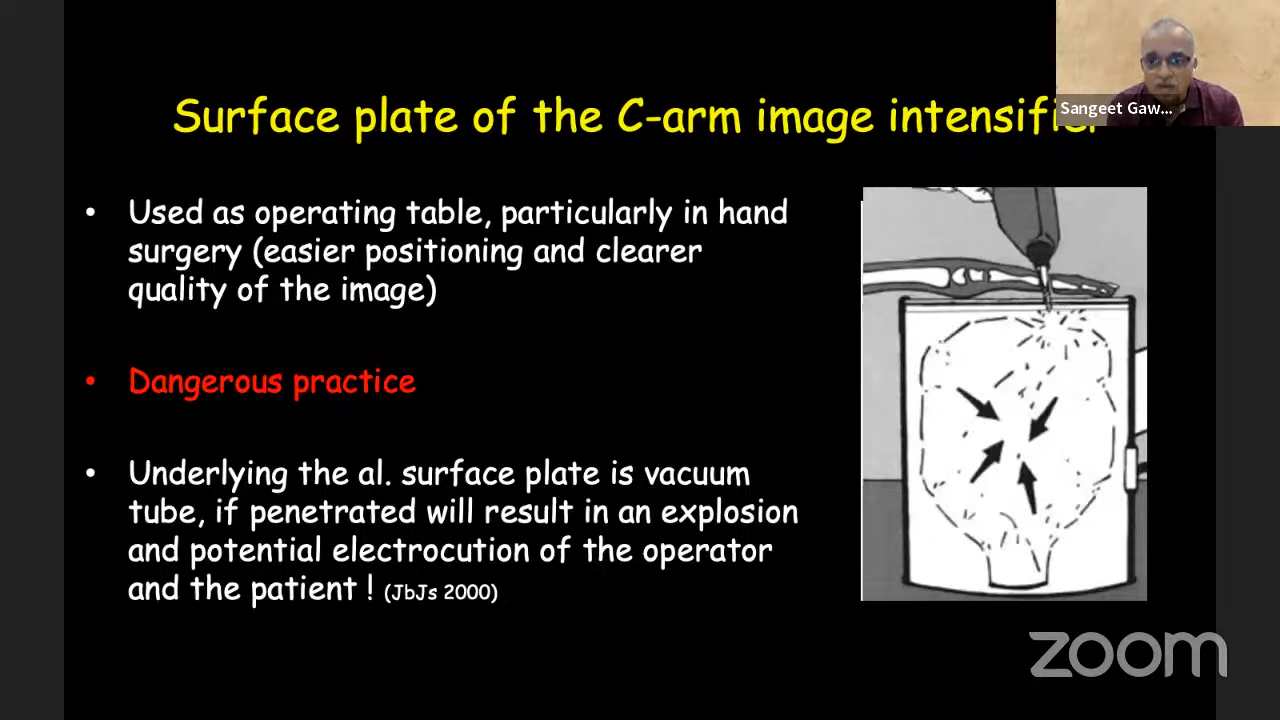 Sangeet Gaw...
Surface plate of the C-arm image
• Used as operating table, particularly in hand
surgery (easier positioning and clearer
quality of the image)
• Dangerous practice
• Underlying the al. surface plate is vacuum
tube, if penetrated will result in an explosion
and potential electrocution of the operator
and the patient ! (JbJs 2000)
zoom